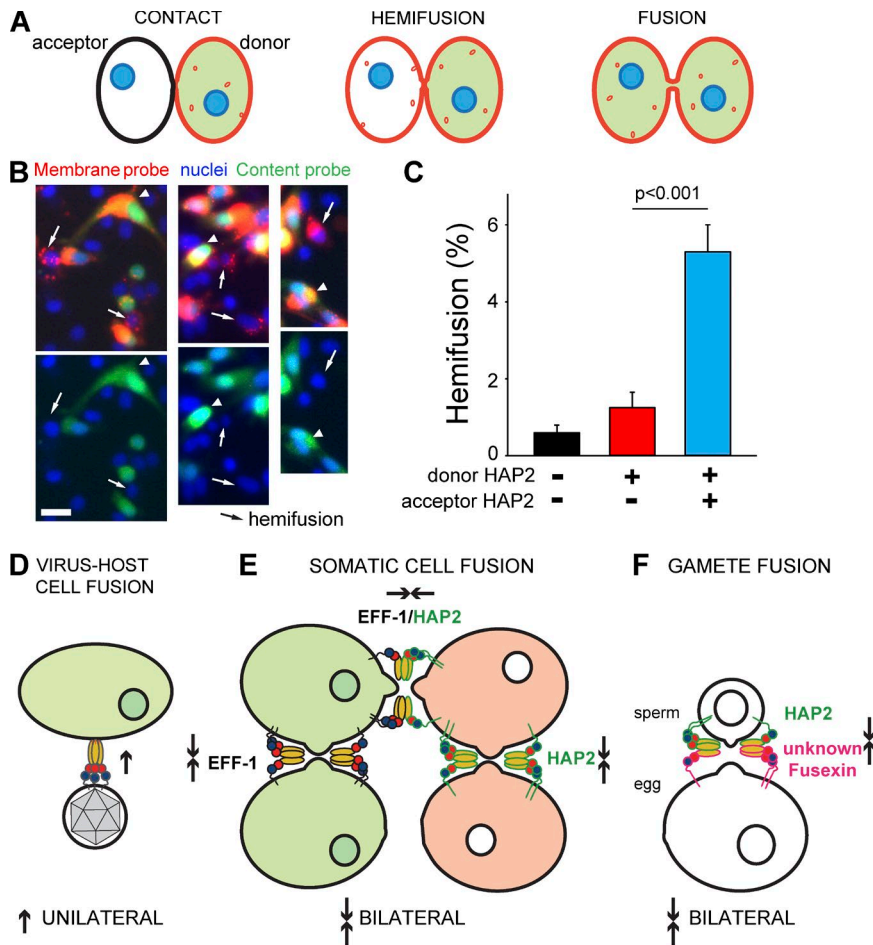 A
CONTACT
HEMIFUSION
FUSION
acceptor
donor
B
Membrane probe nuclei Content probe
hemifusion
C
p<0.001
Hemifusion (%)
6
4
2
0
donor HAP2 - + +
acceptor HAP2 - - +
D VIRUS-HOST
CELL FUSION
UNILATERAL
E SOMATIC CELL FUSION
EFF-1/HAP2
EFF-1
HAP2
BILATERAL
F GAMETE FUSION
sperm
HAP2
unknown
Fusexin
egg
BILATERAL